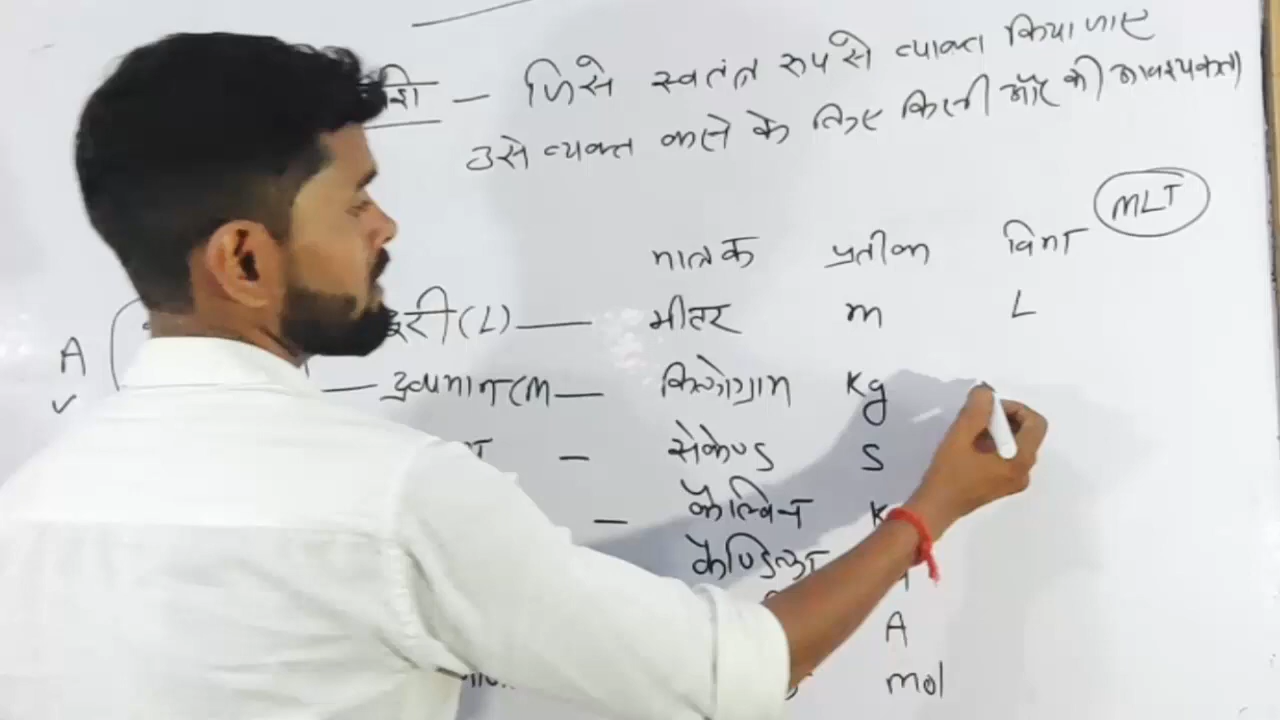 — जिसे स्वतंत्र रुप से व्यक्त किया जाए
उसे व्यक्त करने के लिए किसी और की आवश्यकता
MLT
मात्रक प्रतीक विमा
दूरी (L) — मीटर m L
A — द्रव्यमान (M — किलोग्राम Kg
✓ — सेकेण्ड S
— कैल्विन K
कैण्डिला
A
mol